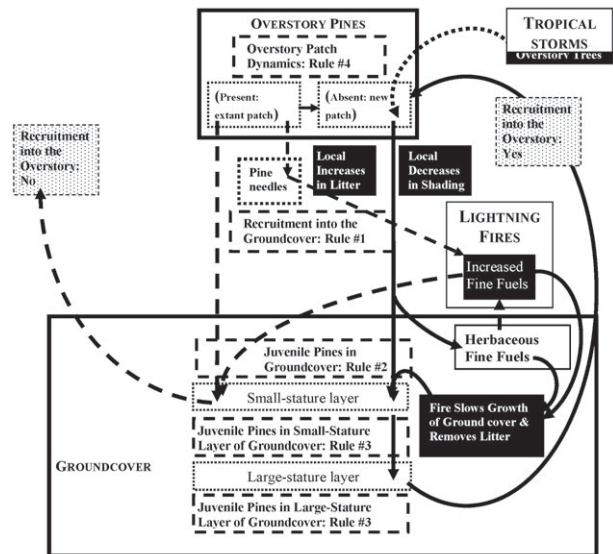 OVERSTORY PINES
Overstory Patch
Dynamics: Rule #4
(Present:
extant patch)
(Absent: new
patch)
TROPICAL
STORMS
Overstory Trees
Recruitment
into the
Overstory:
No
Recruitment
into the
Overstory:
Yes
Pine
needles
Local
Increases
in Litter
Local
Decreases
in Shading
Recruitment into the
Groundcover: Rule #1
LIGHTNING
FIRES
Increased
Fine Fuels
Herbaceous
Fine Fuels
Juvenile Pines in
Groundcover: Rule #2
Small-stature layer
Fire Slows Growth
of Ground cover &
Removes Litter
Juvenile Pines in Small-Stature
Layer of Groundcover: Rule #3
GROUNDCOVER
Large-stature layer
Juvenile Pines in Large-Stature
Layer of Groundcover: Rule #3